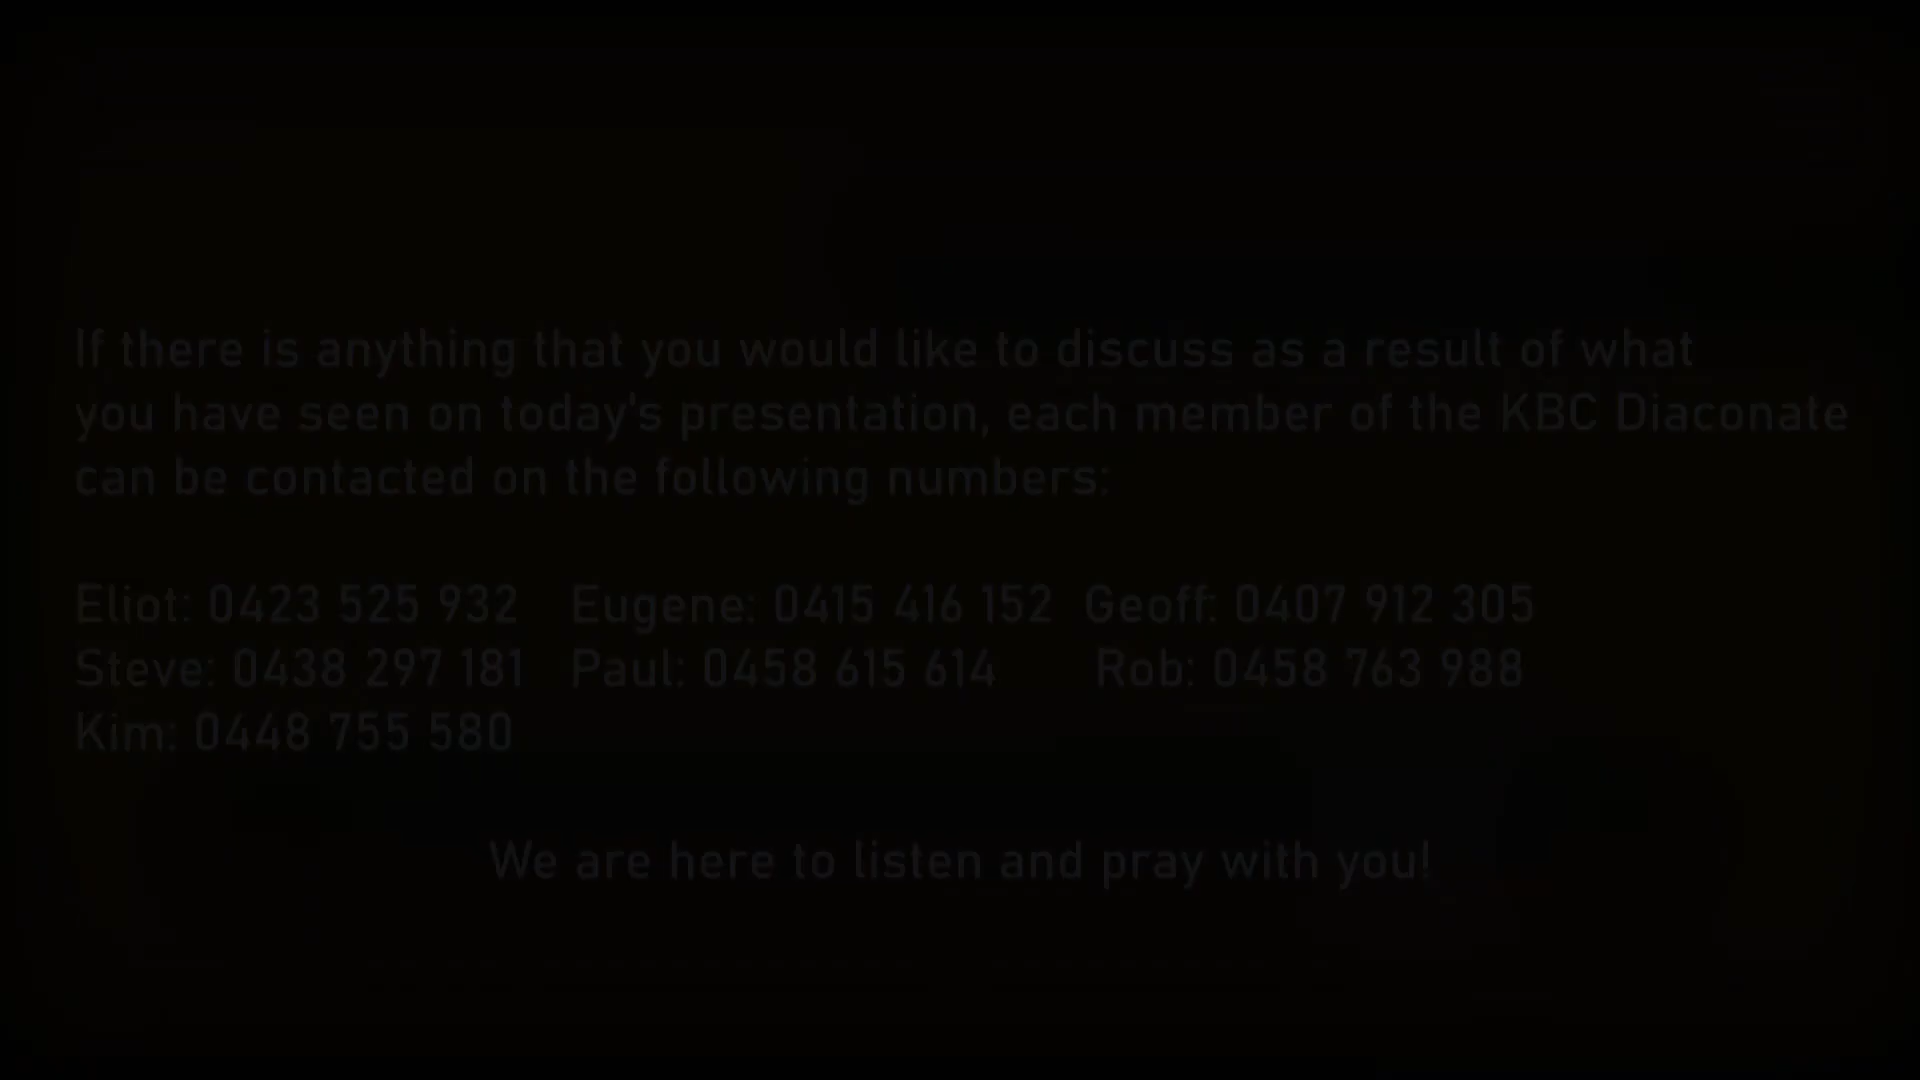 If there is anything that you would like to discuss as a result of what
you have seen on today's presentation, each member of the KBC Diaconate
can be contacted on the following numbers:
Eliot: 0423 525 932 Eugene: 0415 416 152 Geoff: 0407 912 305
Steve: 0438 297 181 Paul: 0458 615 614 Rob: 0458 763 988
Kim: 0448 755 580
We are here to listen and pray with you!